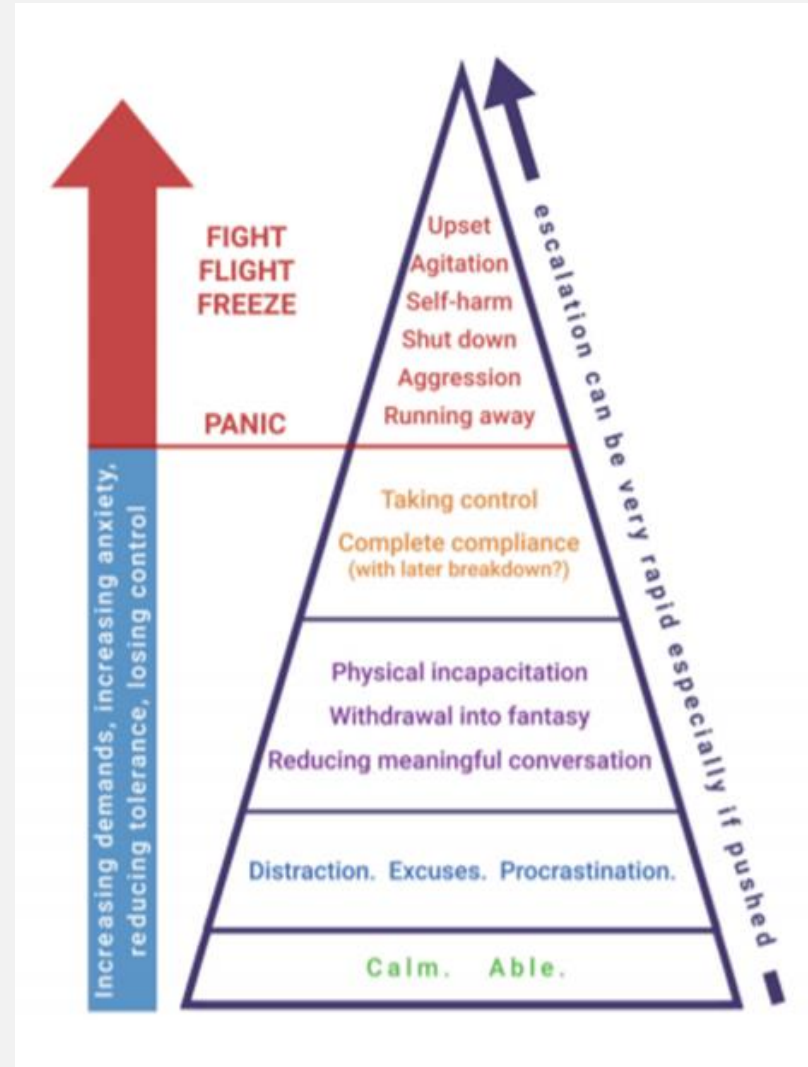 FIGHT
FLIGHT
FREEZE
PANIC
Increasing demands, increasing anxiety,
reducing tolerance, losing control
Upset
Agitation
Self-harm
Shut down
Aggression
Running away
Taking control
Complete compliance
(with later breakdown?)
Physical incapacitation
Withdrawal into fantasy
Reducing meaningful conversation
Distraction. Excuses. Procrastination.
Calm. Able.
escalation can be very rapid especially if pushed